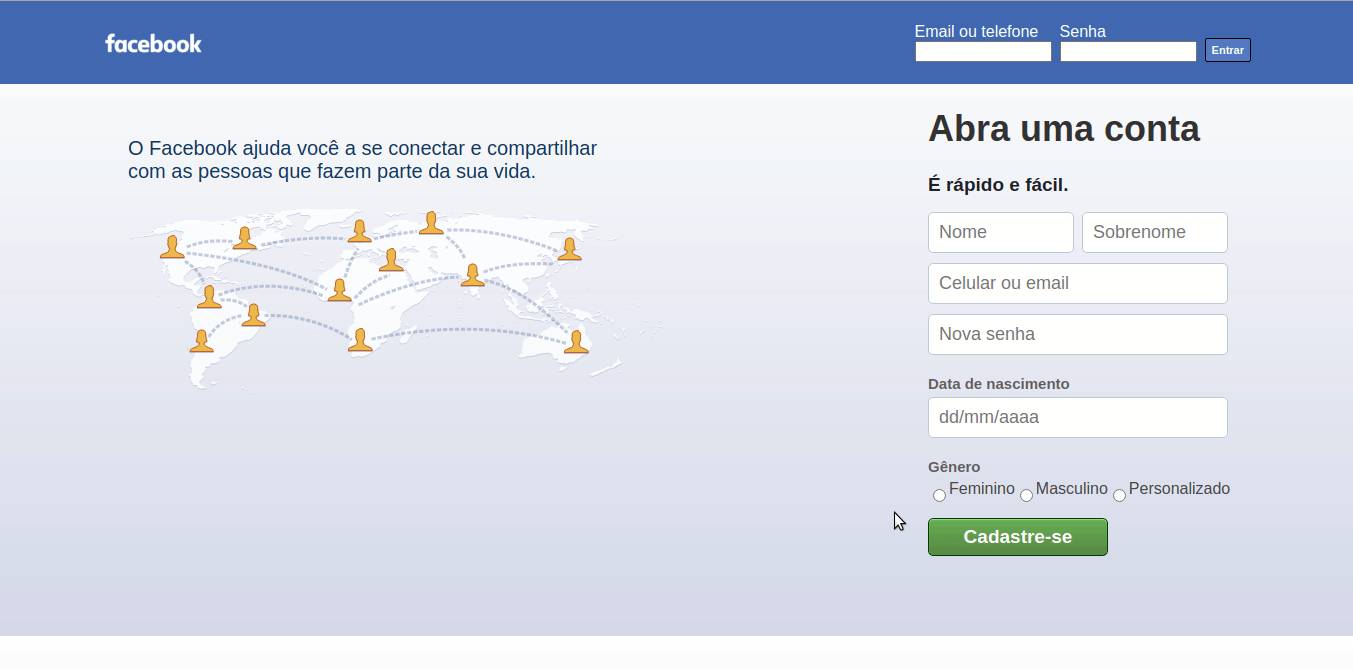 facebook
Email ou telefone
Senha
Entrar
O Facebook ajuda você a se conectar e compartilhar
com as pessoas que fazem parte da sua vida.
Abra uma conta
É rápido e fácil.
Nome
Sobrenome
Celular ou email
Nova senha
Data de nascimento
dd/mm/aaaa
Gênero
Feminino
Masculino
Personalizado
Cadastre-se